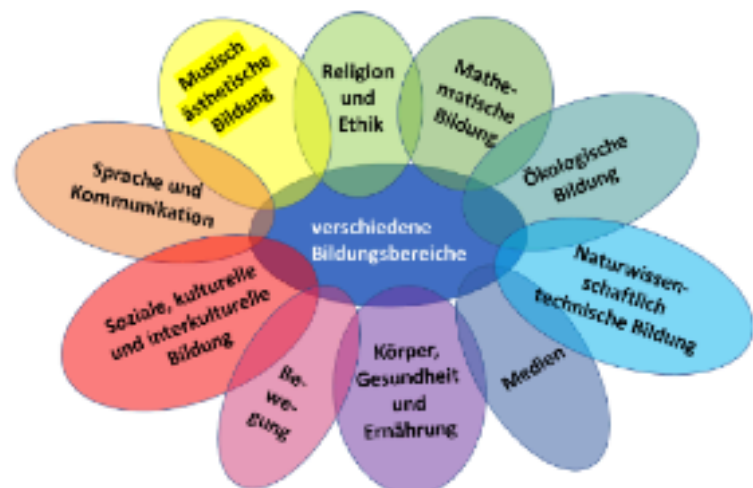 Musisch
ästhetische
Bildung
Religion
und
Ethik
Mathe-
matische
Bildung
Ökologische
Bildung
Sprache und
Kommunikation
verschiedene
Bildungsbereiche
Naturwissen-
schaftlich
technische Bildung
Soziale, kulturelle
und interkulturelle
Bildung
Be-
we-
gung
Körper,
Gesundheit
und
Ernährung
Medien